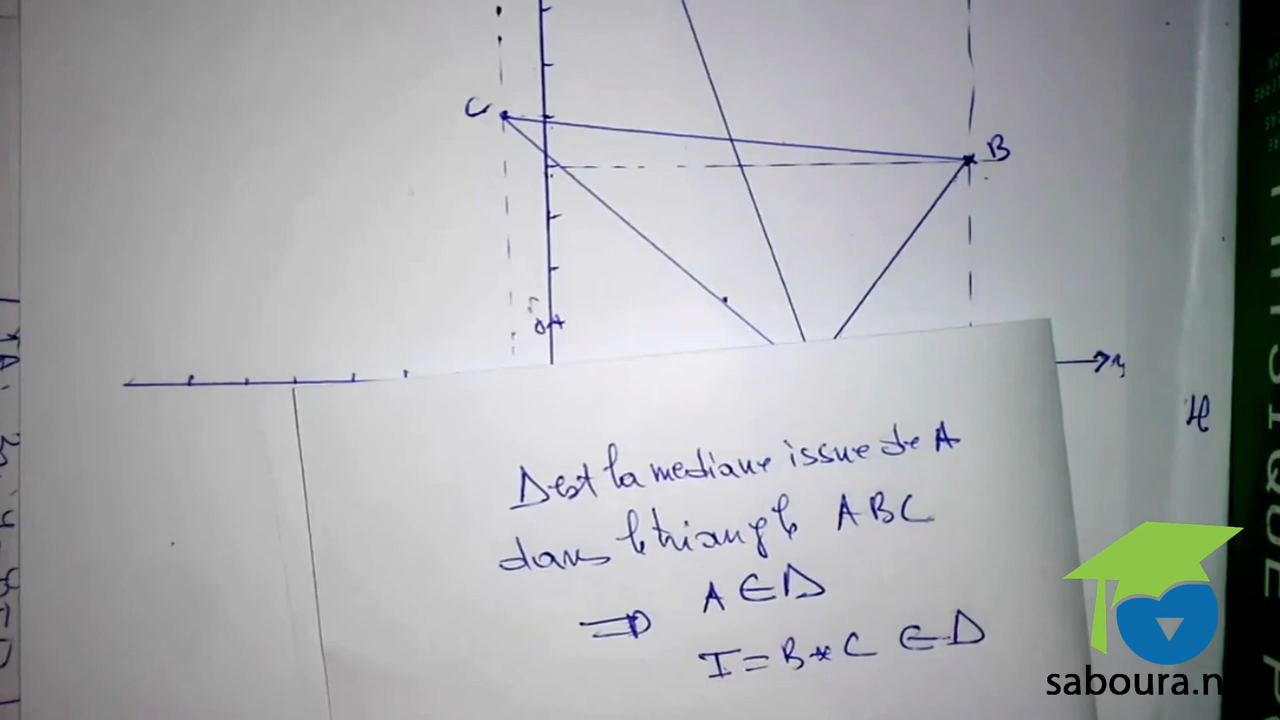 C
B
Δ est la mediane issue de A
dans le triangle ABC
⇒ A ∈ Δ
I = B * C ∈ Δ
saboura.n